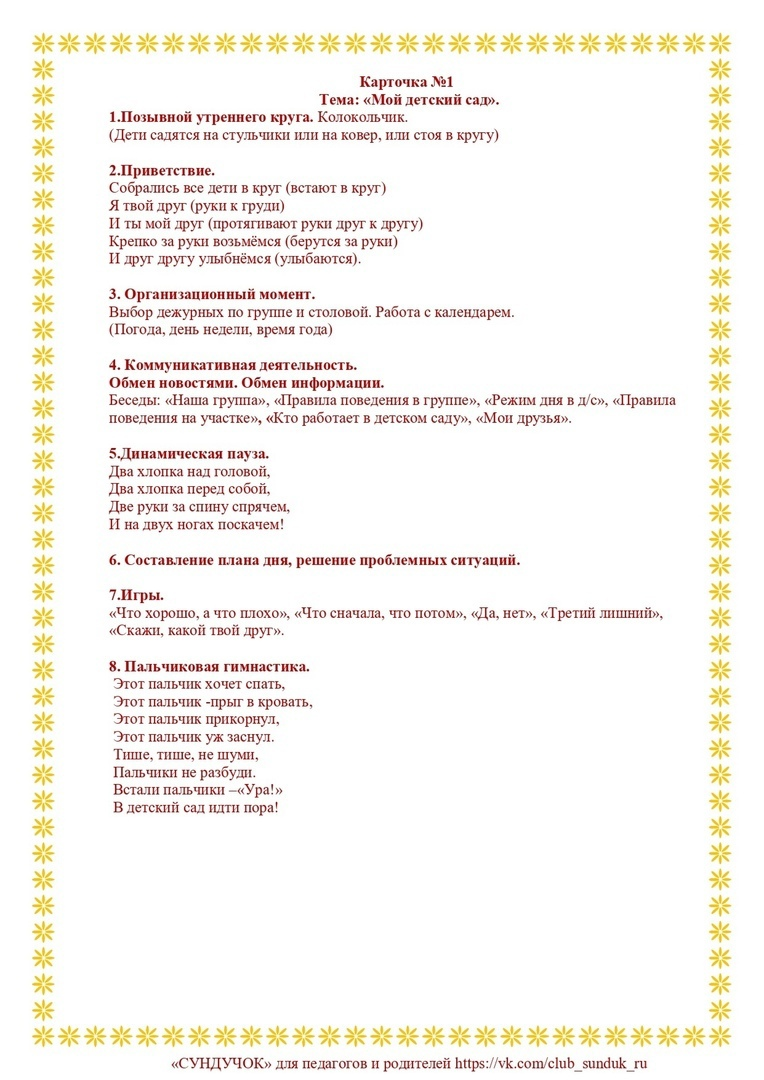 Карточка №1
Тема: «Мой детский сад».
1.Позывной утреннего круга. Колокольчик.
(Дети садятся на стульчики или на ковер, или стоя в кругу)
2.Приветствие.
Собрались все дети в круг (встают в круг)
Я твой друг (руки к груди)
И ты мой друг (протягивают руки друг к другу)
Крепко за руки возьмёмся (берутся за руки)
И друг другу улыбнёмся (улыбаются).
3. Организационный момент.
Выбор дежурных по группе и столовой. Работа с календарем.
(Погода, день недели, время года)
4. Коммуникативная деятельность.
Обмен новостями. Обмен информации.
Беседы: «Наша группа», «Правила поведения в группе», «Режим дня в д/с», «Правила
поведения на участке», «Кто работает в детском саду», «Мои друзья».
5.Динамическая пауза.
Два хлопка над головой,
Два хлопка перед собой,
Две руки за спину спрячем,
И на двух ногах поскачем!
6. Составление плана дня, решение проблемных ситуаций.
7.Игры.
«Что хорошо, а что плохо», «Что сначала, что потом», «Да, нет», «Третий лишний»,
«Скажи, какой твой друг».
8. Пальчиковая гимнастика.
Этот пальчик хочет спать,
Этот пальчик -прыг в кровать,
Этот пальчик прикорнул,
Этот пальчик уж заснул.
Тише, тише, не шуми,
Пальчики не разбуди.
Встали пальчики –«Ура!»
В детский сад идти пора!
«СУНДУЧОК» для педагогов и родителей https://vk.com/club_sunduk_ru